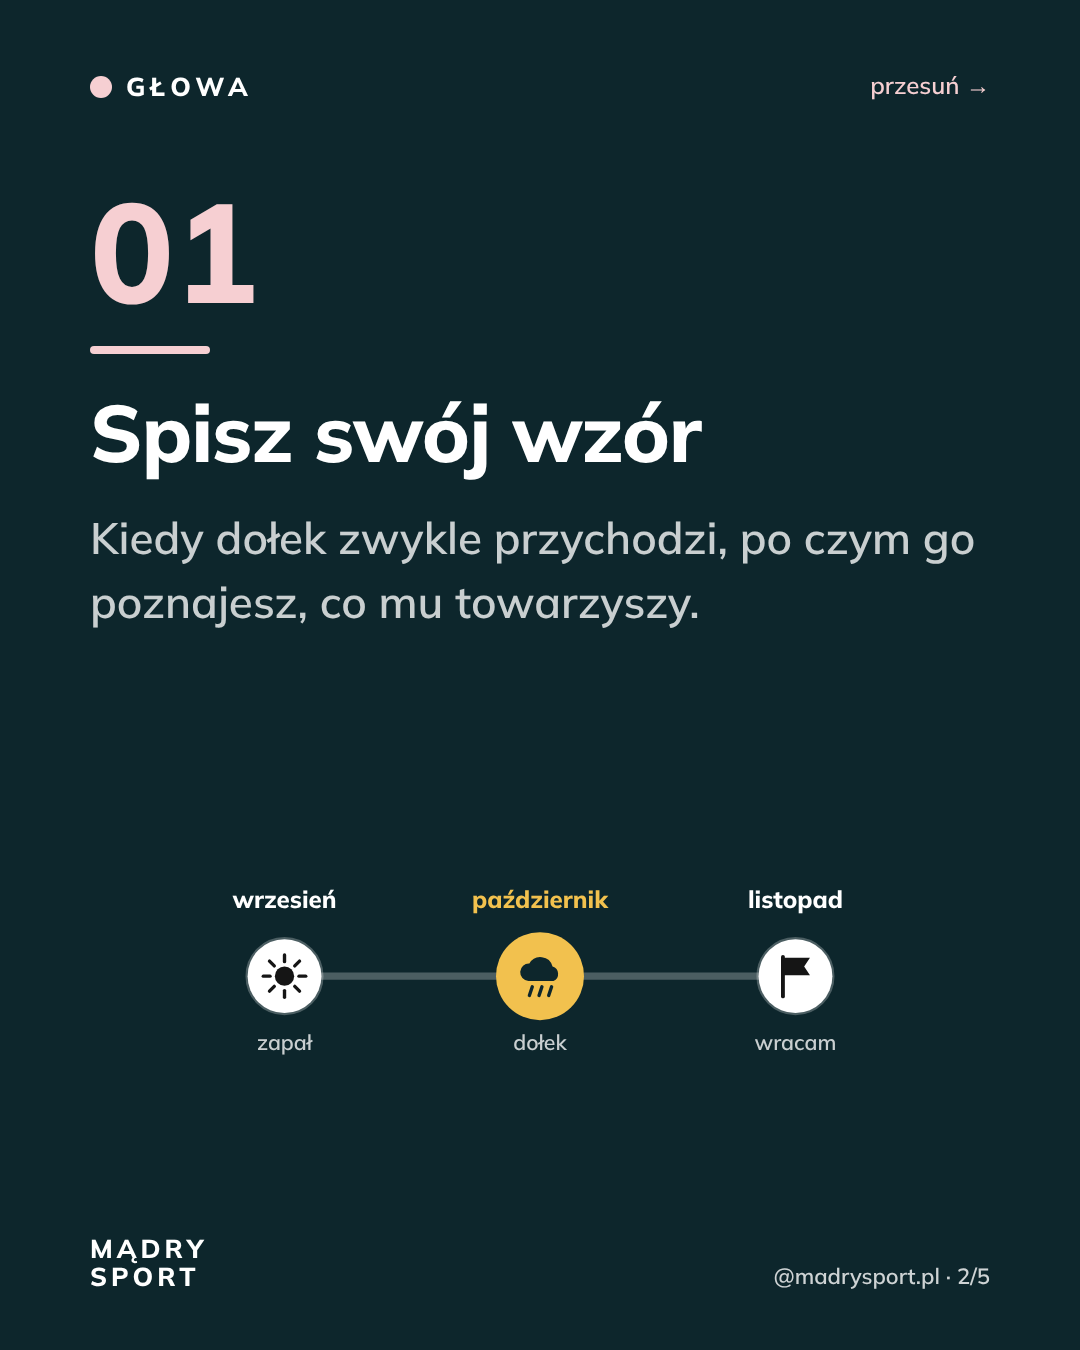 GŁOWA
przesuń →
01
Spisz swój wzór
Kiedy dołek zwykle przychodzi, po czym go
poznajesz, co mu towarzyszy.
wrzesień
październik
listopad
zapał
dołek
wracam
MĄDRY
SPORT
@madrysport.pl · 2/5